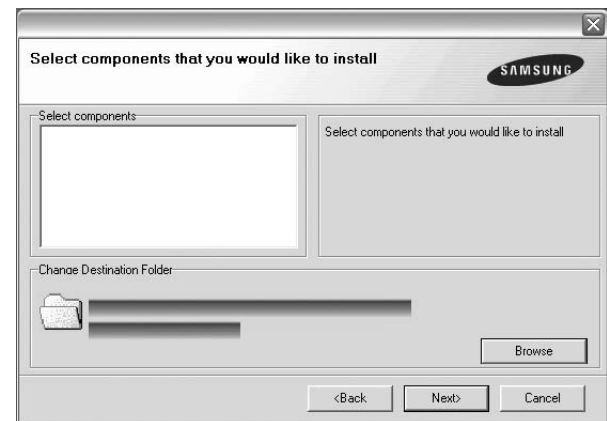 Select components that you would like to install
SAMSUNG
Select components
Select components that you would like to install
Change Destination Folder
Browse
<Back
Next>
Cancel